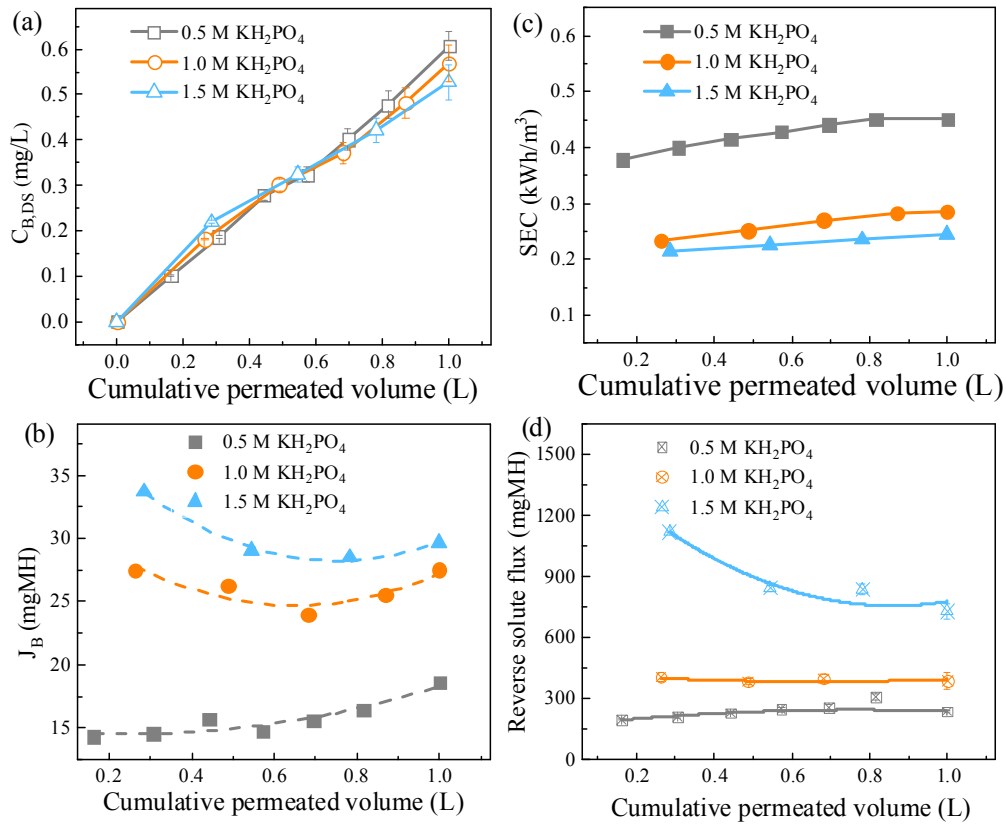 (a)
0.5 M KH₂PO₄
1.0 M KH₂PO₄
1.5 M KH₂PO₄
C_B,DS (mg/L)
0.6
0.5
0.4
0.3
0.2
0.1
0.0
0.0 0.2 0.4 0.6 0.8 1.0
Cumulative permeated volume (L)
(c)
0.5 M KH₂PO₄
1.0 M KH₂PO₄
1.5 M KH₂PO₄
SEC (kWh/m³)
0.6
0.5
0.4
0.3
0.2
0.1
0.2 0.4 0.6 0.8 1.0
Cumulative permeated volume (L)
(b)
0.5 M KH₂PO₄
1.0 M KH₂PO₄
1.5 M KH₂PO₄
J_B (mgMH)
35
30
25
20
15
0.2 0.4 0.6 0.8 1.0
Cumulative permeated volume (L)
(d)
0.5 M KH₂PO₄
1.0 M KH₂PO₄
1.5 M KH₂PO₄
Reverse solute flux (mgMH)
1500
1200
900
600
300
0
0.2 0.4 0.6 0.8 1.0
Cumulative permeated volume (L)